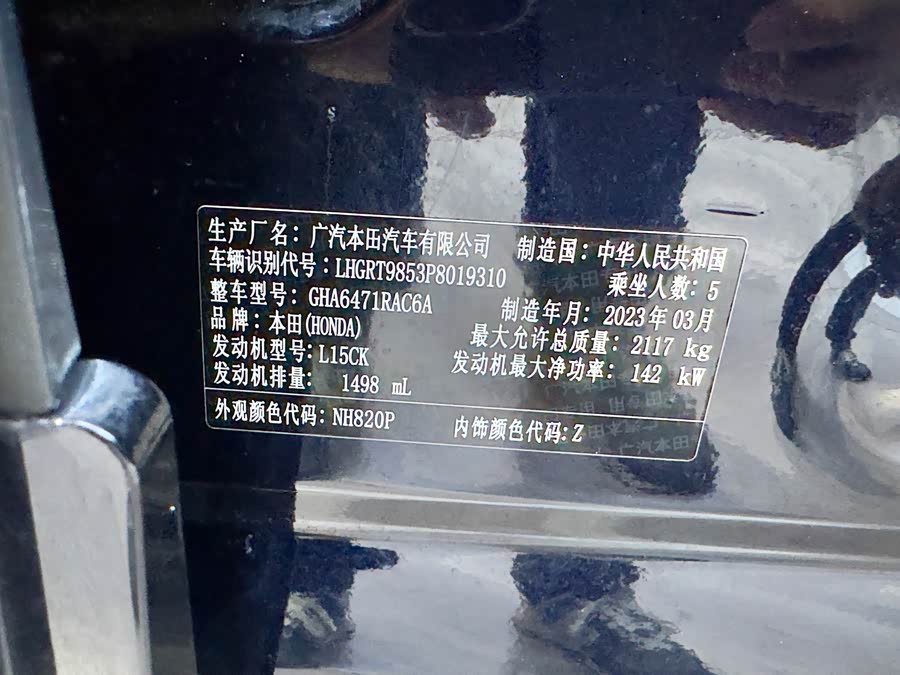 生产厂名：广汽本田汽车有限公司 制造国：中华人民共和国
车辆识别代号：LHGRT9853P8019310 乘坐人数：5
整车型号：GHA6471RAC6A 制造年月：2023年03月
品牌：本田(HONDA) 最大允许总质量：2117 kg
发动机型号：L15CK 发动机最大净功率：142 kW
发动机排量：1498 mL
外观颜色代码：NH820P 内饰颜色代码：Z